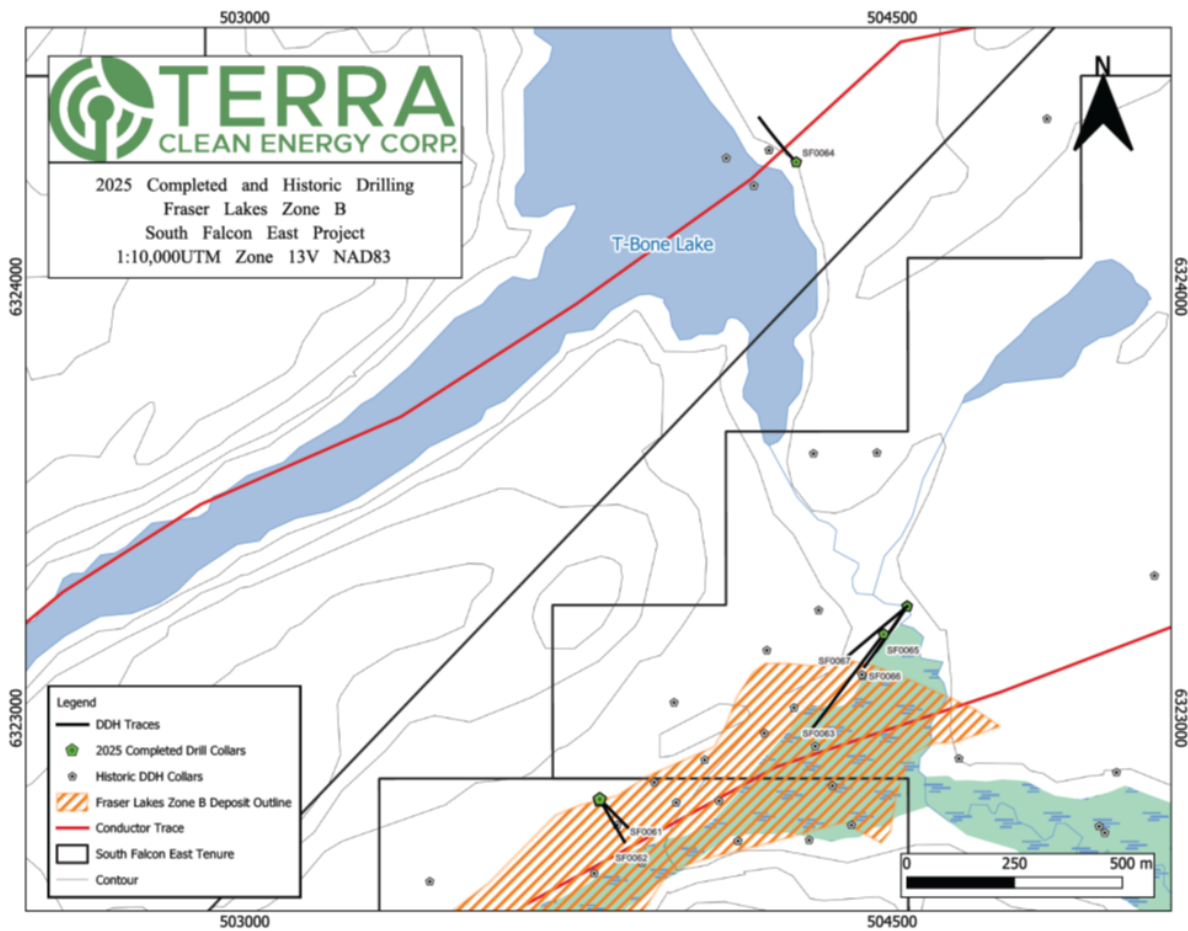 503000
504500
TERRA
CLEAN ENERGY CORP.
2025 Completed and Historic Drilling
Fraser Lakes Zone B
South Falcon East Project
1:10,000UTM Zone 13V NAD83
N
SF0064
T-Bone Lake
6324000
6324000
SF0065
SF0067
SF0066
SF0063
6323000
6323000
SF0061
SF0062
Legend
DDH Traces
2025 Completed Drill Collars
Historic DDH Collars
Fraser Lakes Zone B Deposit Outline
Conductor Trace
South Falcon East Tenure
Contour
0 250 500 m
503000
504500